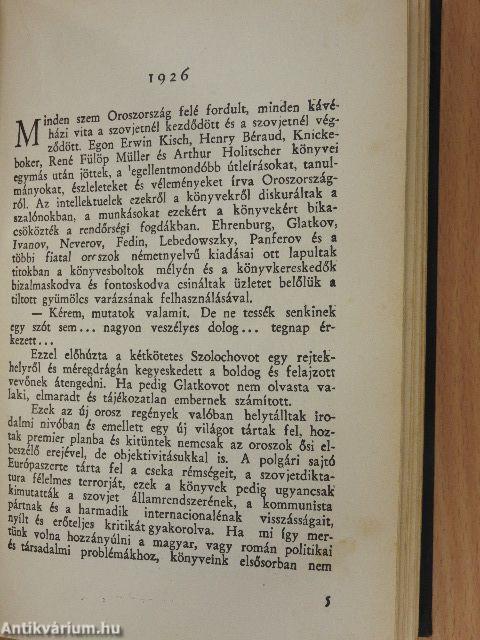 1926
Minden szem Oroszország felé fordult, minden kávé-
házi vita a szovjetnél kezdődött és a szovjetnél vég-
ződött. Egon Erwin Kisch, Henry Béraud, Knicke-
boker, René Fülöp Müller és Arthur Holitscher könyvei
egymás után jöttek, a legellentmondóbb útleírásokat, tanul-
mányokat, észleleteket és véleményeket írva Oroszország-
ról. Az intellektuelek ezekről a könyvekről diskuráltak a
szalónokban, a munkásokat ezekért a könyvekért bika-
csöközték a rendőrségi fogdákban. Ehrenburg, Glatkov,
Ivanov, Neverov, Fedin, Lebedowszky, Panferov és a
többi fiatal orosz németnyelvű kiadásai ott lapultak
titokban a könyvesboltok mélyén és a könyvkereskedők
bizalmaskodva és fontoskodva csináltak üzletet belőlük a
tiltott gyümölcs varázsának felhasználásával.
— Kérem, mutatok valamit. De ne tessék senkinek
egy szót sem... nagyon veszélyes dolog... tegnap ér-
kezett...
Ezzel előhúzta a kétkötetes Szolochovot egy rejtek-
helyről és méregdrágán kegyeskedett a boldog és felajzott
vevőnek átengedni. Ha pedig Glatkovot nem olvasta va-
laki, elmaradt és tájékozatlan embernek számított.
Ezek az új orosz regények valóban helytálltak iro-
dalmi nivóban és emellett egy új világot tártak fel, hoz-
tak premier planba és kitüntek nemcsak az oroszok ősi el-
beszélő erejével, de objektivitásukkal is. A polgári sajtó
Európaszerte tárta fel a cseka rémségeit, a szovjetdikta-
tura félelmes terrorját, ezek a könyvek pedig ugyancsak
kimutatták a szovjet államrendszerének, a kommunista
pártnak és a harmadik internacionálénak visszásságait,
nyílt és erőteljes kritikát gyakorolva. Ha mi így mer-
tünk volna hozzányúlni a magyar, vagy román politikai
és társadalmi problémákhoz, könyveink elsősorban nem
5
Antikvárium.hu